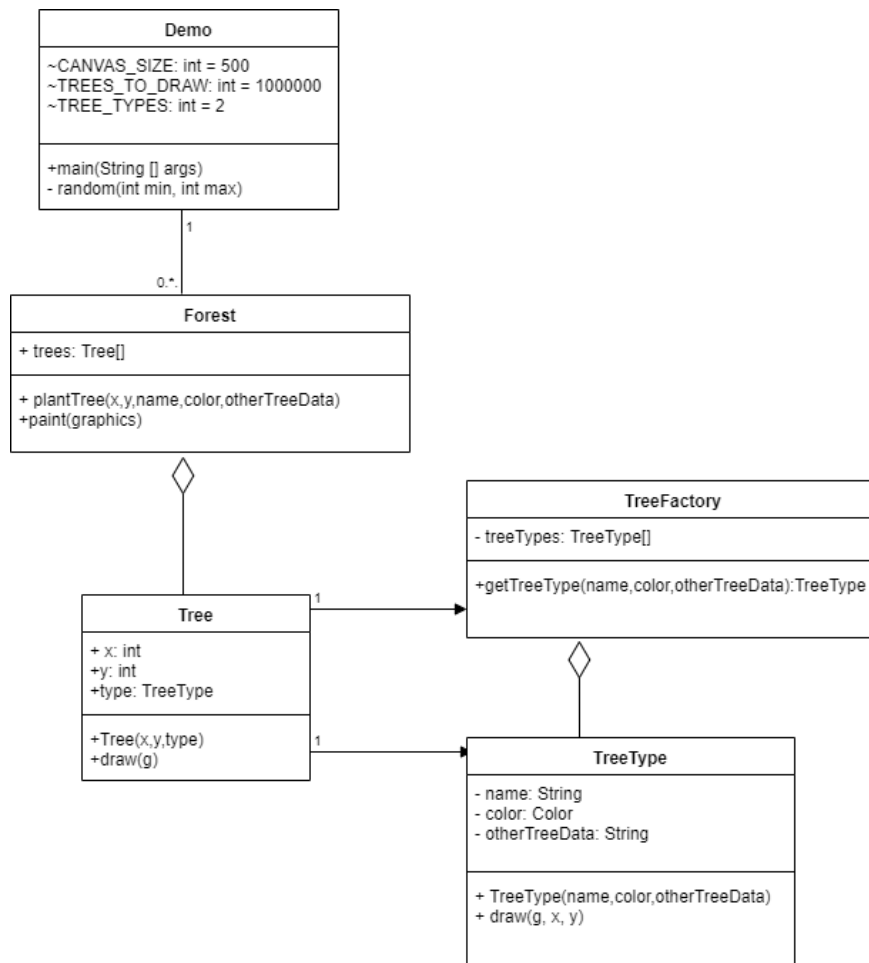 Demo
~CANVAS_SIZE: int = 500
~TREES_TO_DRAW: int = 1000000
~TREE_TYPES: int = 2
+main(String [] args)
- random(int min, int max)
1
0.*.
Forest
+ trees: Tree[]
+ plantTree(x,y,name,color,otherTreeData)
+paint(graphics)
TreeFactory
- treeTypes: TreeType[]
+getTreeType(name,color,otherTreeData):TreeType
1
Tree
+ x: int
+y: int
+type: TreeType
+Tree(x,y,type)
+draw(g)
1
TreeType
- name: String
- color: Color
- otherTreeData: String
+ TreeType(name,color,otherTreeData)
+ draw(g, x, y)